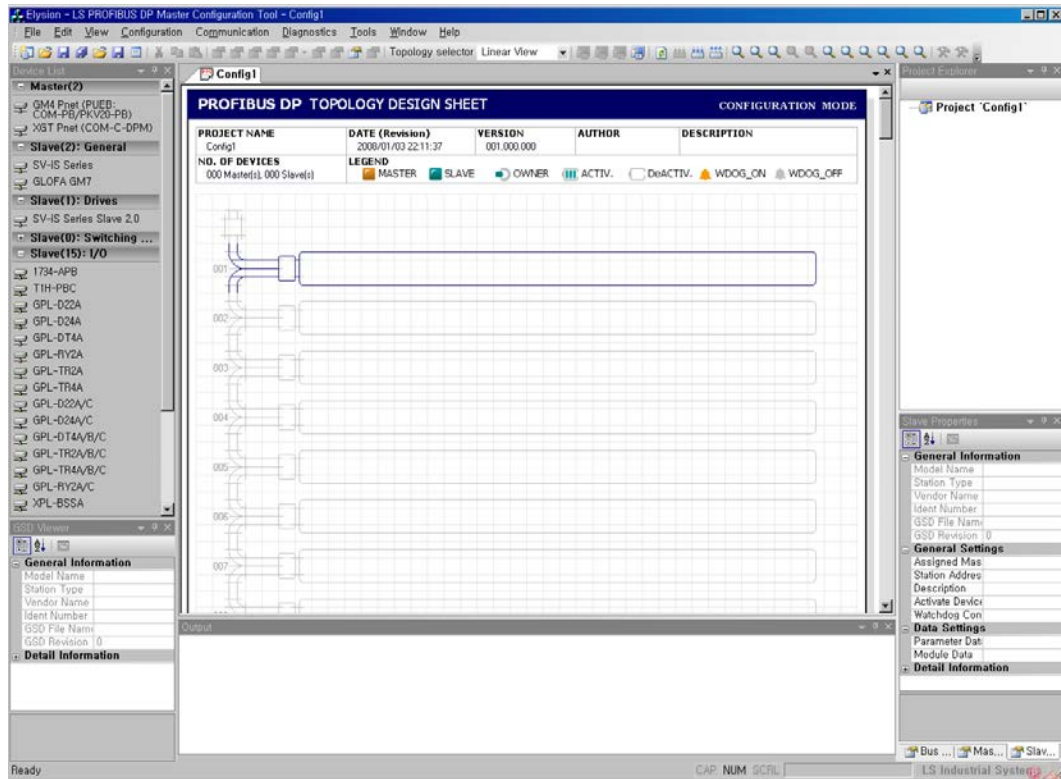 Elysion - LS PROFIBUS DP Master Configuration Tool - Config1
File Edit View Configuration Communication Diagnostics Tools Window Help
Topology selector Linear View
Device List
Master(2)
GM4 Pnet (PUEB: COM-PB/PKV20-PB)
XGT Pnet (COM-C-DPM)
Slave(2): General
SV-IS Series
GLOFA GM7
Slave(1): Drives
SV-IS Series Slave 2,0
Slave(0): Switching ...
Slave(15): I/O
1734-APB
T1H-PBC
GPL-D22A
GPL-D24A
GPL-DT4A
GPL-RY2A
GPL-TR2A
GPL-TR4A
GPL-D22A/C
GPL-D24A/C
GPL-DT4A/B/C
GPL-TR2A/B/C
GPL-TR4A/B/C
GPL-RY2A/C
XPL-BSSA
GSD Viewer
General Information
Model Name
Station Type
Vendor Name
Ident Number
GSD File Name
GSD Revision 0
Detail Information
Config1
PROFIBUS DP TOPOLOGY DESIGN SHEET
CONFIGURATION MODE
PROJECT NAME DATE (Revision) VERSION AUTHOR DESCRIPTION
Config1 2008/01/03 22:11:37 001.000.000
NO. OF DEVICES LEGEND
000 Master(s), 000 Slave(s) MASTER SLAVE OWNER ACTIV. DeACTIV. WDOG_ON WDOG_OFF
001
002
003
004
005
006
007
Output
Project Explorer
Project 'Config1'
Slave Properties
General Information
Model Name
Station Type
Vendor Name
Ident Number
GSD File Nam
GSD Revision 0
General Settings
Assigned Mas
Station Addres
Description
Activate Device
Watchdog Con
Data Settings
Parameter Dat
Module Data
Detail Information
Bus ... Mas... Slav...
Ready
CAP NUM SCRL
LS Industrial Systems